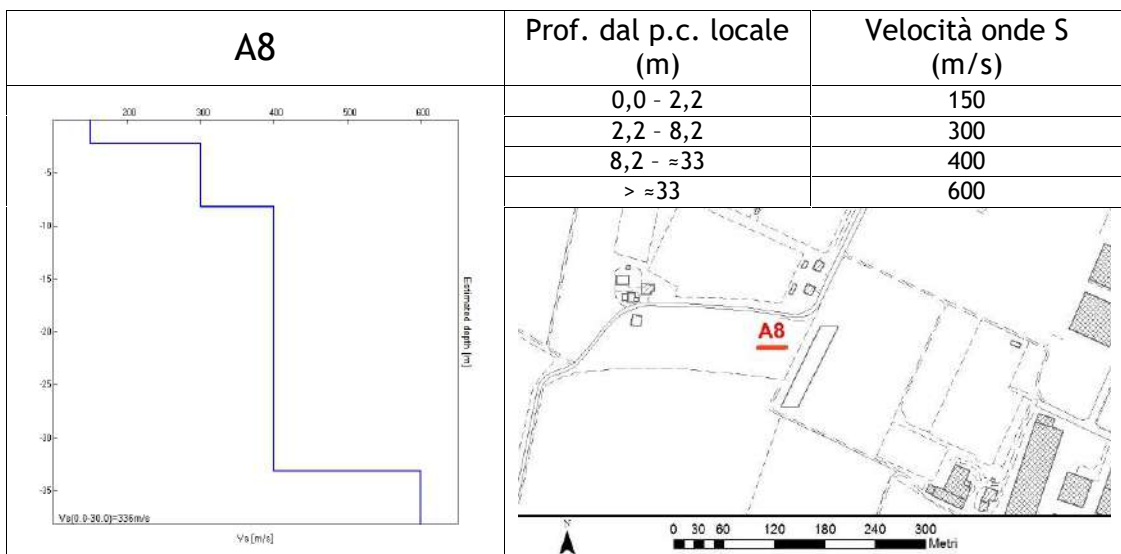 A8
Prof. dal p.c. locale
(m)
Velocità onde S
(m/s)
0,0 - 2,2 150
2,2 - 8,2 300
8,2 - ≈33 400
> ≈33 600
200 300 400 500 600
-5
-10
-15
-20
-25
-30
-35
Estimated depth [m]
Vs(0.0-30.0)=336m/s
Vs [m/s]
A8
N
0 30 60 120 180 240 300
Metri